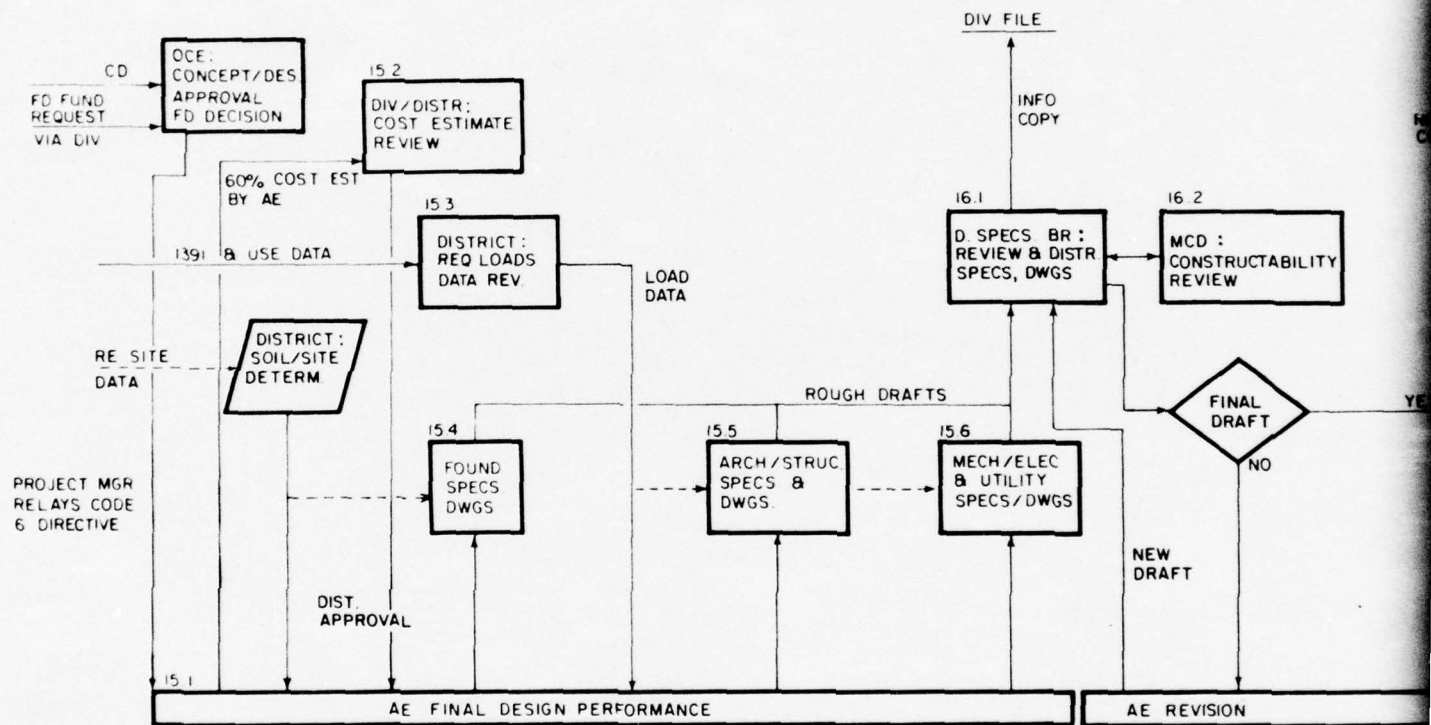 DIV FILE
OCE:
CONCEPT/DES
APPROVAL
FD DECISION
CD
FD FUND
REQUEST
VIA DIV
15.2
DIV/DISTR:
COST ESTIMATE
REVIEW
INFO
COPY
60% COST EST
BY AE
15.3
DISTRICT:
REQ LOADS
DATA REV.
1391 & USE DATA
LOAD
DATA
16.1
D. SPECS. BR:
REVIEW & DISTR.
SPECS, DWGS
16.2
MCD:
CONSTRUCTABILITY
REVIEW
DISTRICT:
SOIL/SITE
DETERM.
RE SITE
DATA
ROUGH DRAFTS
FINAL
DRAFT
YE
NO
15.4
FOUND
SPECS
DWGS
15.5
ARCH/STRUC.
SPECS &
DWGS.
15.6
MECH/ELEC
& UTILITY
SPECS/DWGS
PROJECT MGR
RELAYS CODE
6 DIRECTIVE
NEW
DRAFT
DIST.
APPROVAL
15.1
AE FINAL DESIGN PERFORMANCE
AE REVISION